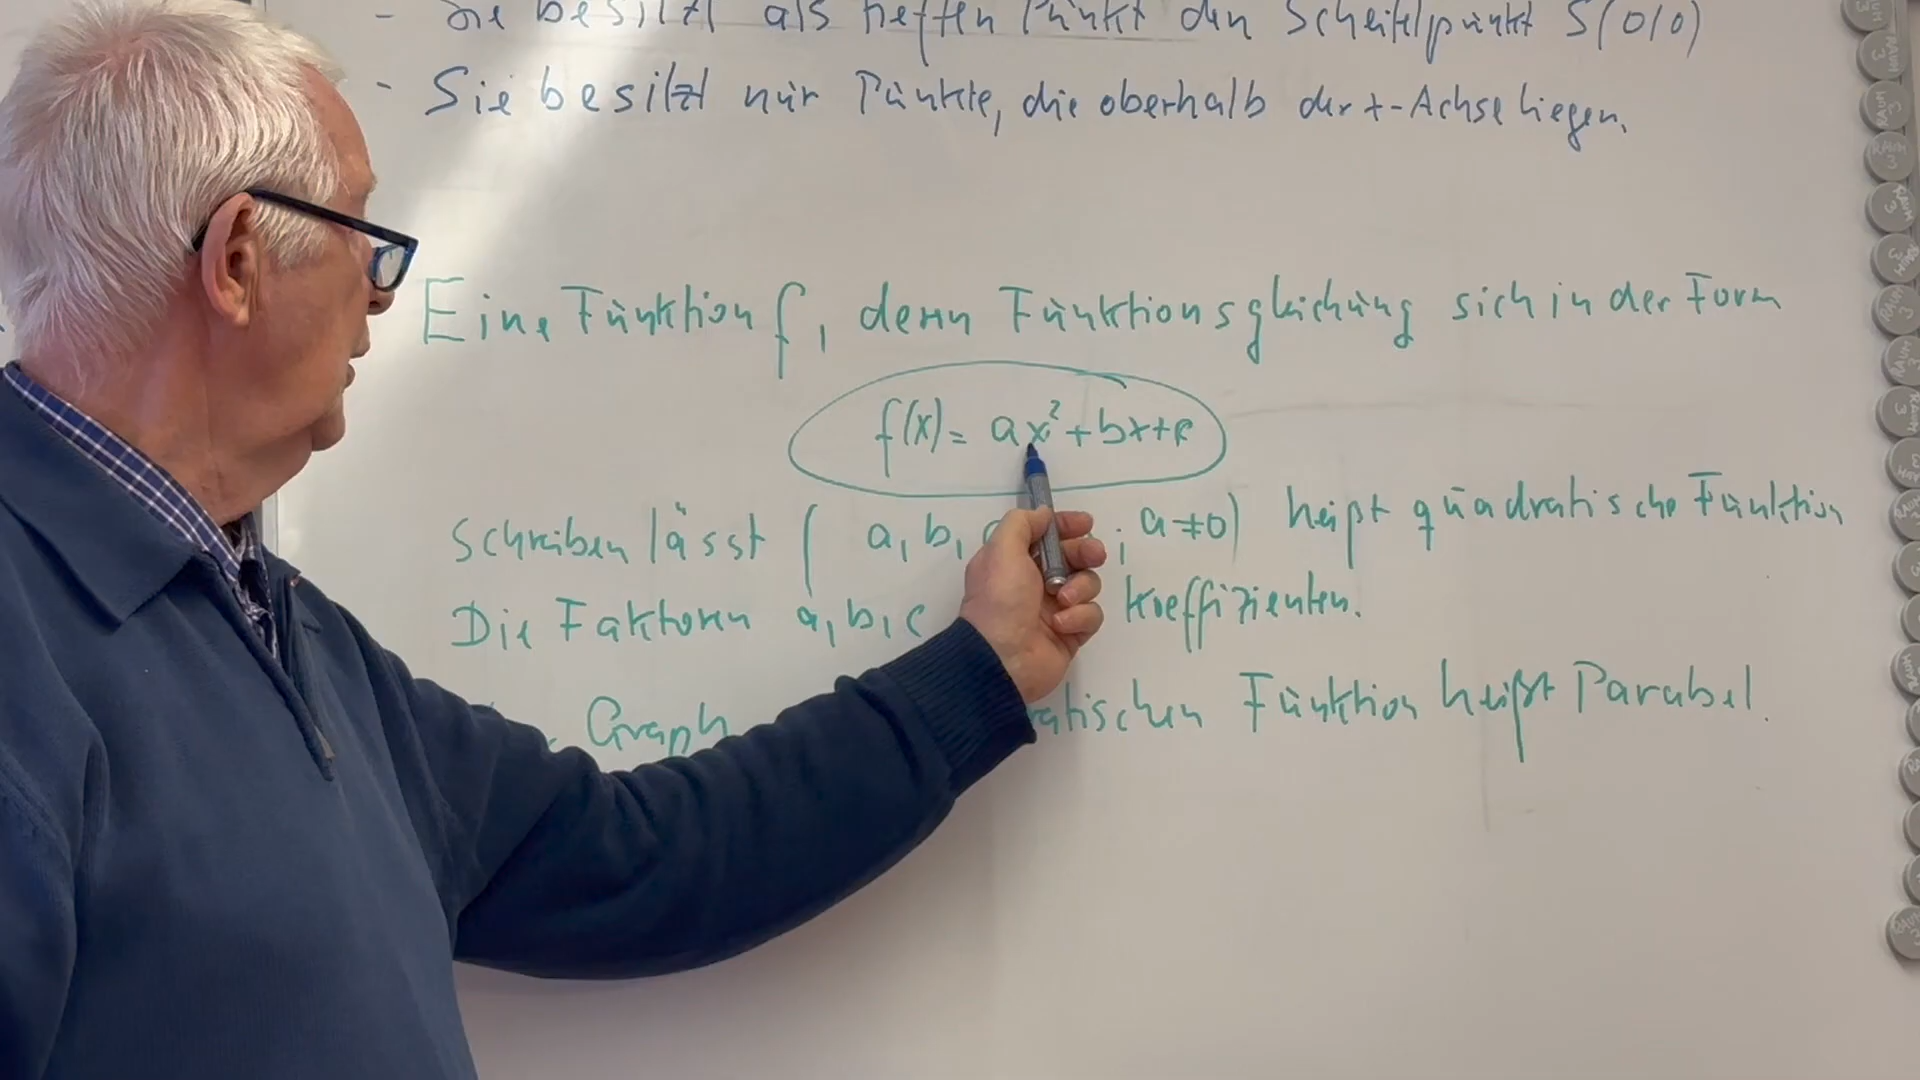 - Sie besitzt als tiefsten Punkt den Scheitelpunkt S(0/0)
- Sie besitzt nur Punkte, die oberhalb der x-Achse liegen.
Eine Funktion f, deren Funktionsgleichung sich in der Form
f(x) = ax²+bx+c
schreiben lässt ( a, b, ; a≠0) heißt quadratische Funktion
Die Faktoren a, b, c Koeffizienten.
Graph ratischen Funktion heißt Parabel.